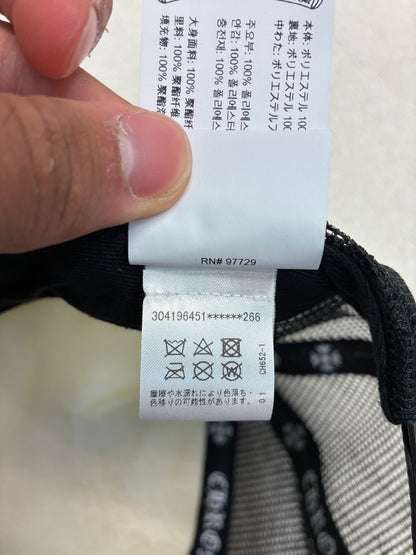 本体: ポリエステル 100
裏地: ポリエステル 100
中わた: ポリエステル
주요부: 100% 폴리에스
안감: 100% 폴리에스터
충전재: 100% 폴리에스
大身面料: 100% 聚酯纤
里料: 100% 聚酯纤维
填充物: 100% 聚酯
RN# 97729
304196451******266
CH652-1
摩擦や水濡れにより色落ち・
色移りの可能性があります。
01
CHRO